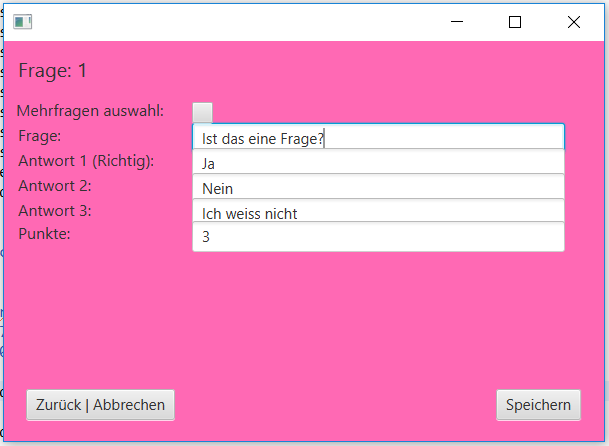 Frage: 1
Mehrfragen auswahl:
Frage: Ist das eine Frage?
Antwort 1 (Richtig): Ja
Antwort 2: Nein
Antwort 3: Ich weiss nicht
Punkte: 3
Zurück | Abbrechen Speichern